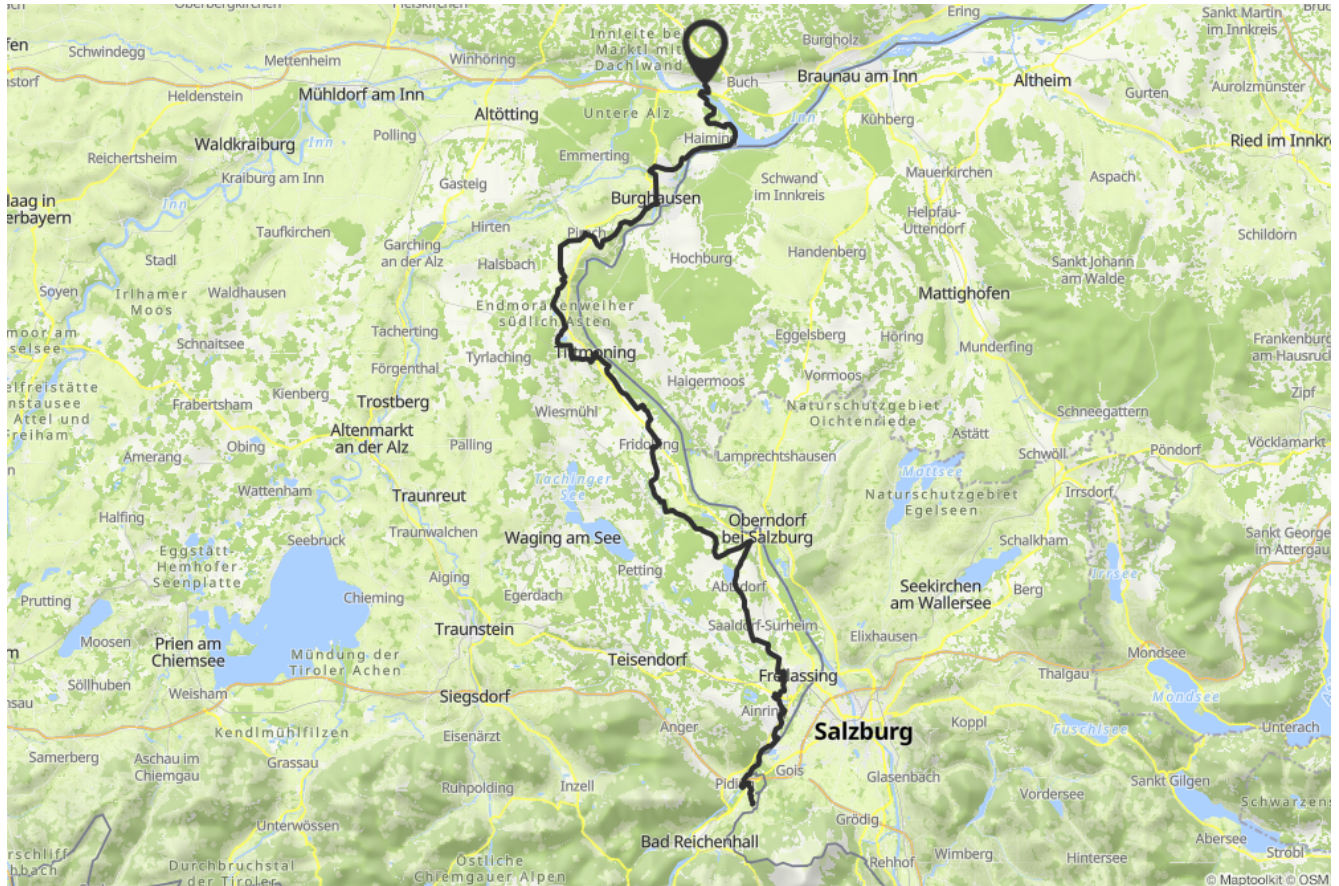 Ering
Sankt Martin
im Innkreis
Schwindegg
Mettenheim
Winhöring
Innleite be
Marktl mit
Dachlwand
Burgholz
Buch
Braunau am Inn
Altheim
Gurten
Aurolzmünster
Heldenstein
Mühldorf am Inn
Altötting
Untere Alz
Inn
Kühberg
Ried im Innkr
Polling
Waldkraiburg
Inn
Reichertsheim
Kraiburg am Inn
Emmerting
Haiming
Mauerkirchen
Aspach
Gasteig
Schwand
im Innkreis
Burghausen
Inn
Taufkirchen
Hirten
Helpfau-
Uttendorf
Schildorn
Stadl
Garching
an der Alz
Halsbach
Hochburg
Handenberg
Sankt Johann
am Walde
Soyen
Irlhamer
Moos
Waldhausen
Endmoränenweiher
südlich Asten
Mattighofen
Schnaitsee
Tacherting
Tyrlaching
Tittmoning
Eggelsberg
Höring
Munderfing
Frankenburg
am Hausruck
Förgenthal
Haigermoos
Vormoos
Kienberg
Trostberg
Wiesmühl
Naturschutzgebiet
Oichtenriede
Schneegattern
Zipf
Frabertsham
Obing
Altenmarkt
an der Alz
Palling
Fridolfing
Lamprechtshausen
Astätt
Schwöll
Pöndorf
Vöcklamarkt
Amerang
Wattenham
Traunreut
Tachinger
See
Mattsee
Naturschutzgebiet
Egelseen
Irrsdorf
Halfing
Seebruck
Traunwalchen
Waging am See
Oberndorf
bei Salzburg
Schalkham
Sankt George
im Attergau
Eggstätt-
Hemhofer
Seenplatte
Petting
Abtsdorf
Seekirchen
am Wallersee
Berg
Irrsee
Prutting
Chieming
Aiging
Egerdach
Moosen
Prien am
Chiemsee
Mündung der
Tiroler Achen
Traunstein
Saaldorf-Surheim
Elixhausen
Mondsee
Söllhuben
Weisham
Siegsdorf
Teisendorf
Freilassing
Thalgau
Mondsee
Ainring
Salzburg
Koppl
Fuschlsee
Unterach
Kendlmühlfilzen
Eisenärzt
Anger
Samerberg
Aschau im
Chiemgau
Grassau
Ruhpolding
Inzell
Piding
Gois
Glasenbach
Sankt Gilgen
Vordersee
Schwarzens
Unterwössen
Bad Reichenhall
Grödig
Abersee
Strobl
Durchbruchstal
der Tiroler
Östliche
Chiemgauer Alpen
Rehhof
Wimberg
Hintersee
© Maptoolkit © OSM